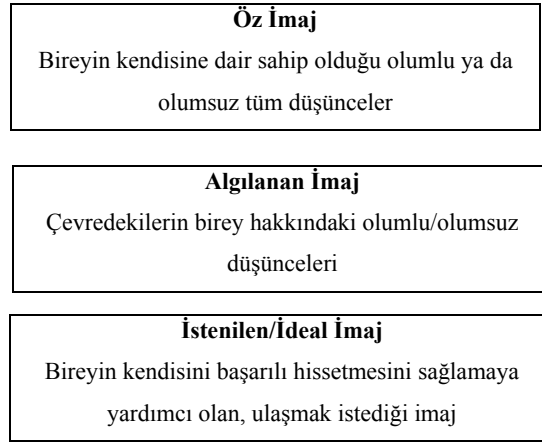 Öz İmaj
Bireyin kendisine dair sahip olduğu olumlu ya da
olumsuz tüm düşünceler
Algılanan İmaj
Çevredekilerin birey hakkındaki olumlu/olumsuz
düşünceleri
İstenilen/İdeal İmaj
Bireyin kendisini başarılı hissetmesini sağlamaya
yardımcı olan, ulaşmak istediği imaj